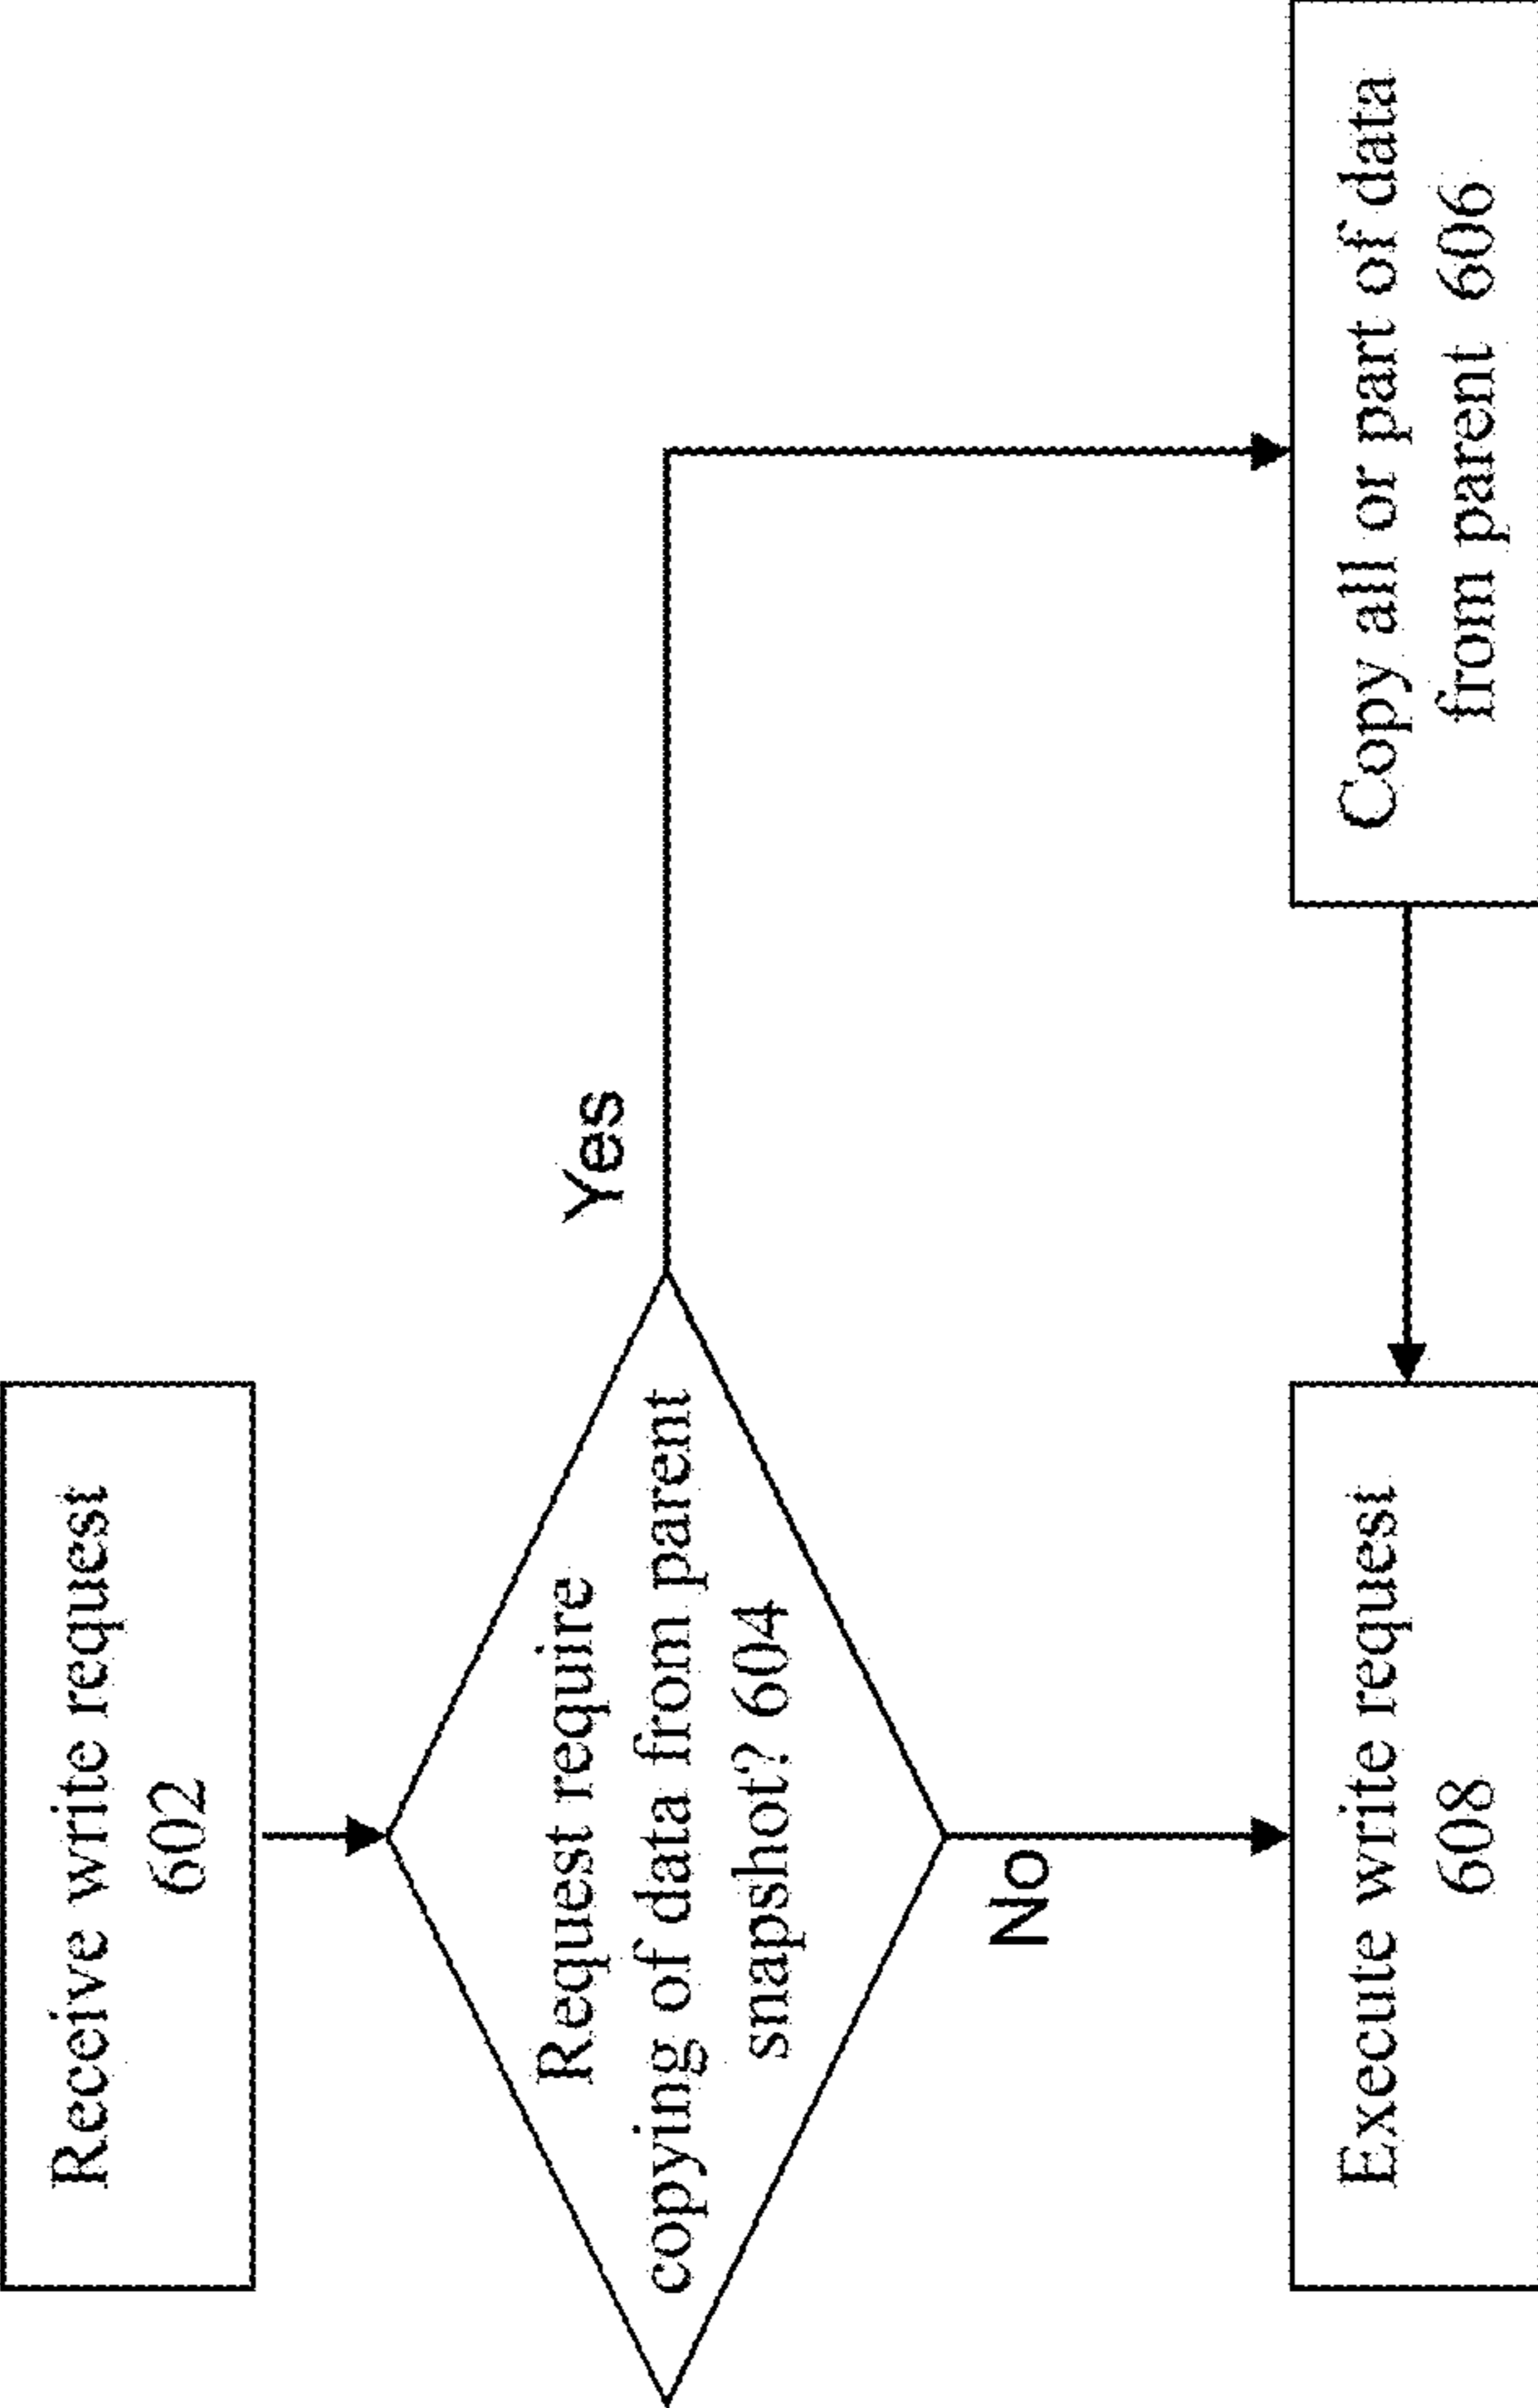 Receive write request
602
Request require
copying of data from parent
snapshot? 604
Yes
No
Copy all or part of data
from parent 606
Execute write request
608